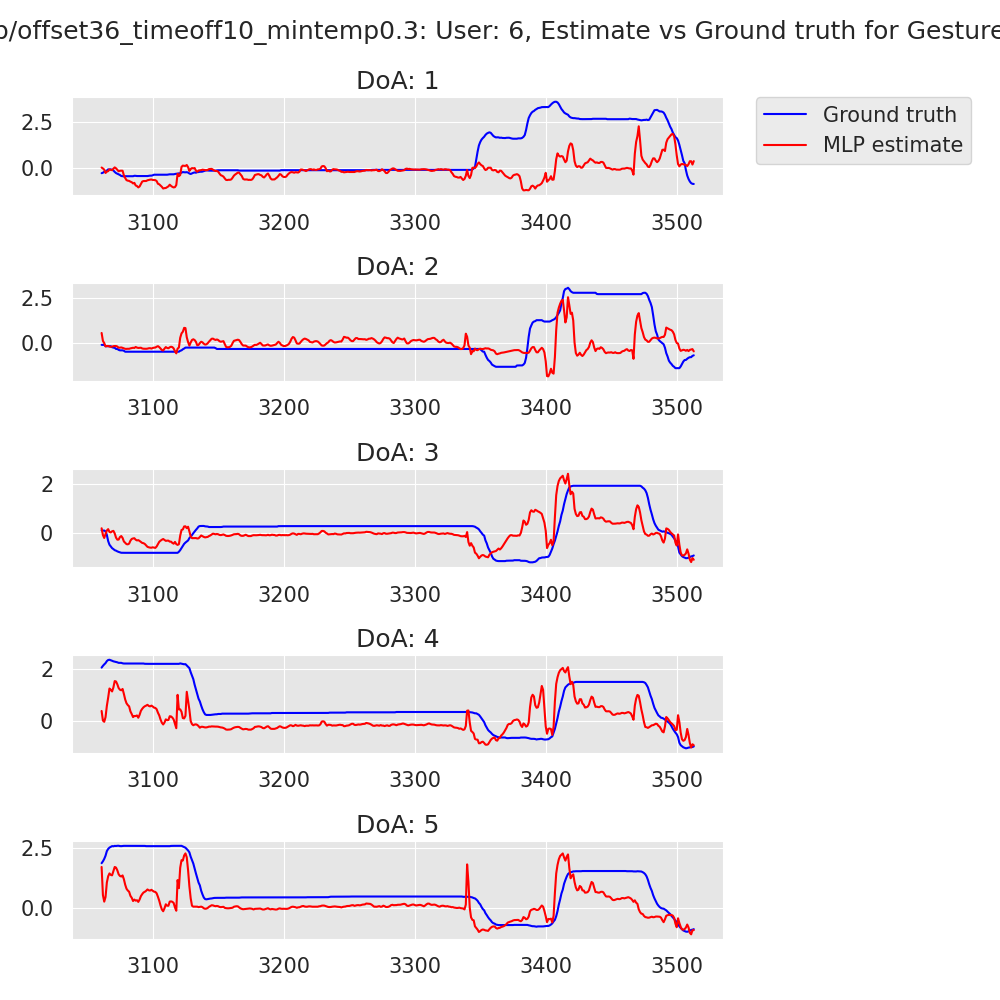 /offset36_timeoff10_mintemp0.3: User: 6, Estimate vs Ground truth for Gesture
DoA: 1
Ground truth
MLP estimate
2.5
0.0
3100 3200 3300 3400 3500
DoA: 2
2.5
0.0
3100 3200 3300 3400 3500
DoA: 3
2
0
3100 3200 3300 3400 3500
DoA: 4
2
0
3100 3200 3300 3400 3500
DoA: 5
2.5
0.0
3100 3200 3300 3400 3500